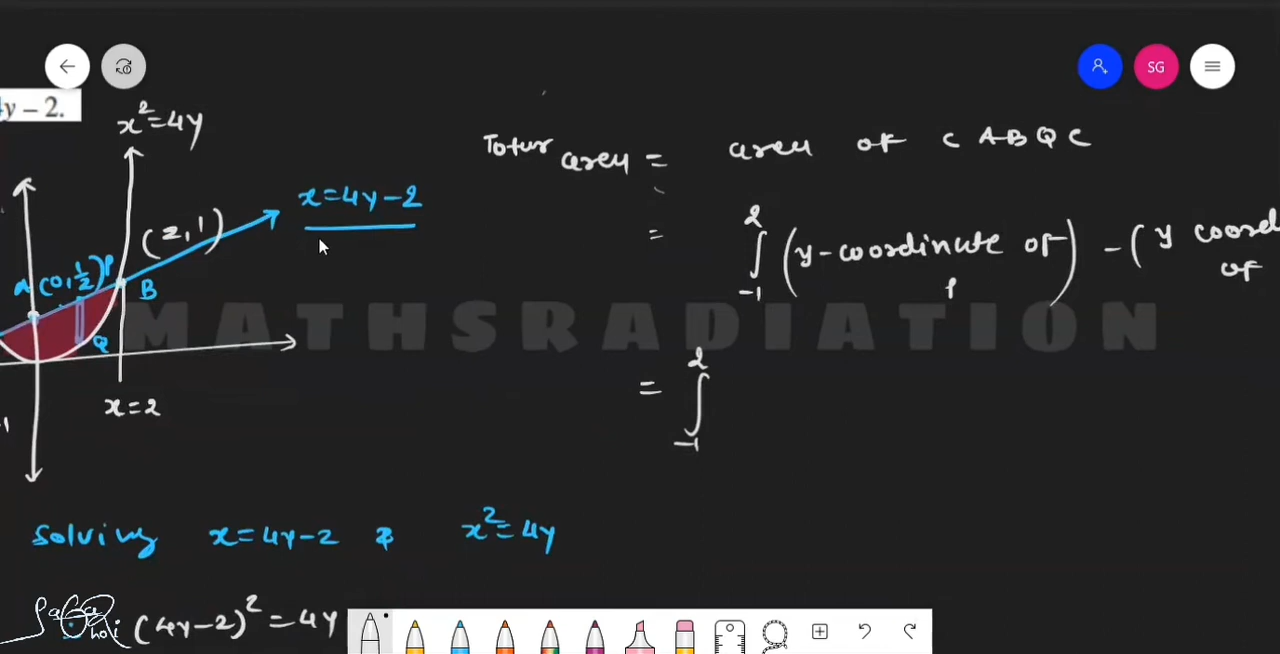 y – 2.
x²=4y
x=4y-2
(2,1)
A (0,1/2) P
B
Q
x=2
-1
area = area of C A B Q C
= ∫₋₁² (y-coordinate of P) - ( y coord
of
= ∫₋₁²
MATHSRADIATION
SG
Solving x=4y-2 & x²=4y
(4y-2)²=4y